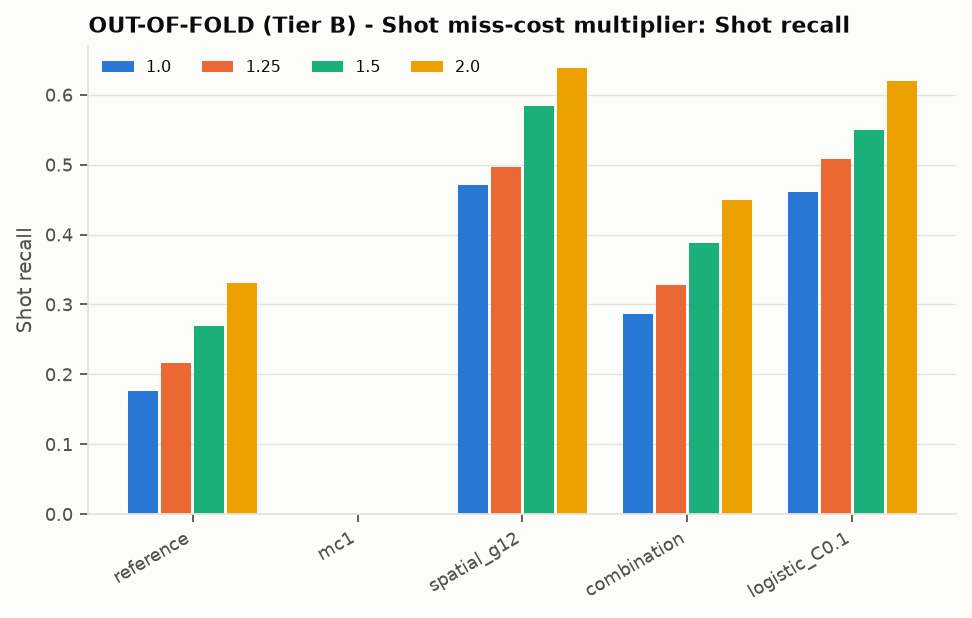 OUT-OF-FOLD (Tier B) - Shot miss-cost multiplier: Shot recall
1.0 1.25 1.5 2.0
0.6
0.5
0.4
0.3
0.2
0.1
0.0
Shot recall
reference mc1 spatial_g12 combination logistic_C0.1